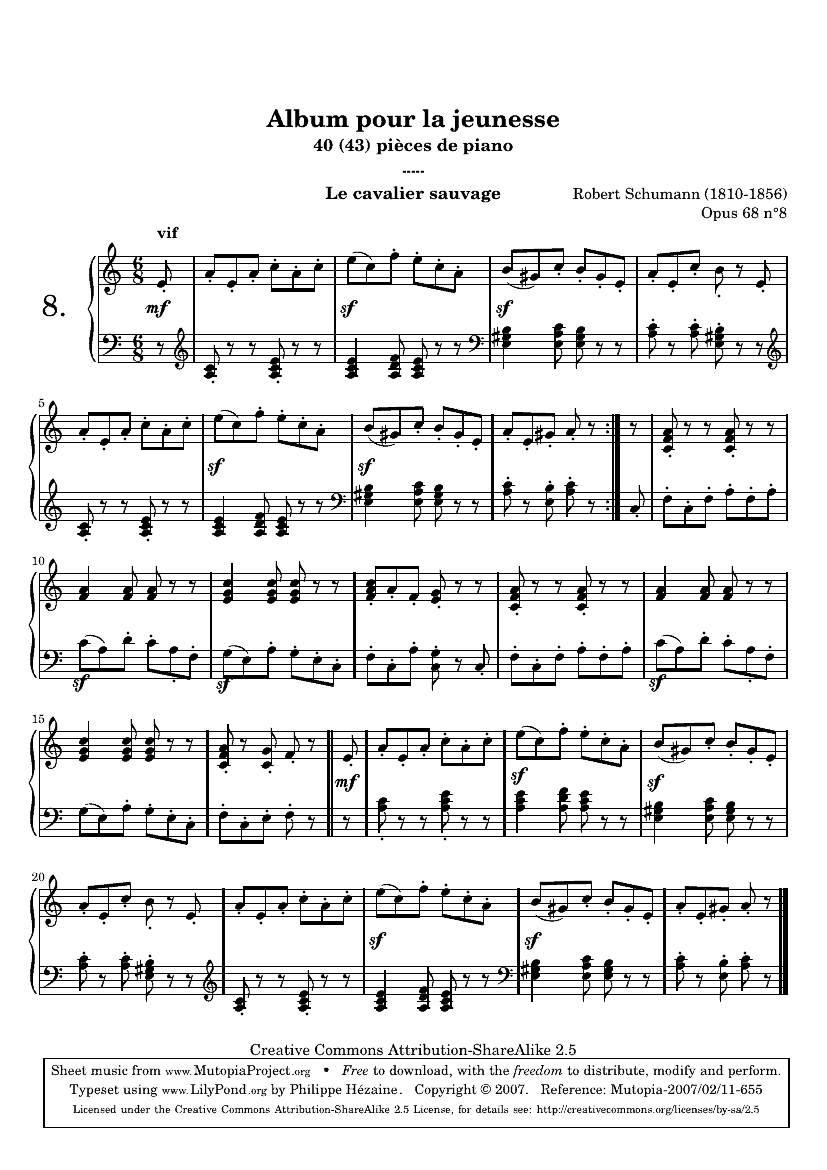 Album pour la jeunesse
40 (43) pièces de piano
-----
Le cavalier sauvage
Robert Schumann (1810-1856)
Opus 68 n°8
vif
8.
mf
sf
sf
5
sf
sf
10
sf
sf
sf
15
mf
sf
sf
20
sf
sf
Creative Commons Attribution-ShareAlike 2.5
Sheet music from www.MutopiaProject.org • Free to download, with the freedom to distribute, modify and perform.
Typeset using www.LilyPond.org by Philippe Hézaine. Copyright © 2007. Reference: Mutopia-2007/02/11-655
Licensed under the Creative Commons Attribution-ShareAlike 2.5 License, for details see: http://creativecommons.org/licenses/by-sa/2.5